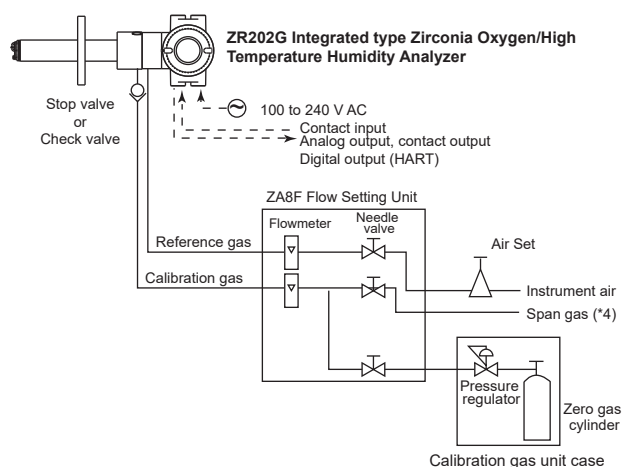 ZR202G Integrated type Zirconia Oxygen/High
Temperature Humidity Analyzer
Stop valve
or
Check valve
100 to 240 V AC
Contact input
Analog output, contact output
Digital output (HART)
ZA8F Flow Setting Unit
Flowmeter
Needle
valve
Air Set
Reference gas
Calibration gas
Instrument air
Span gas (*4)
Pressure
regulator
Zero gas
cylinder
Calibration gas unit case